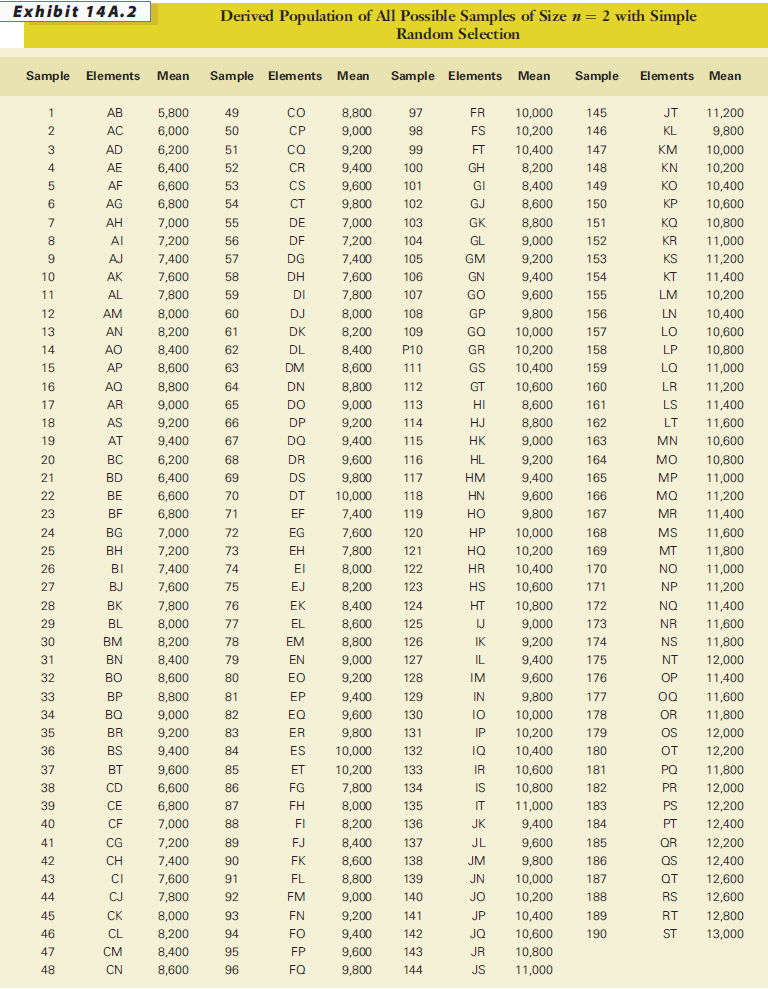 Exhibit 14A.2
Derived Population of All Possible Samples of Size n = 2 with Simple
Random Selection
Sample Elements Mean Sample Elements Mean Sample Elements Mean Sample Elements Mean
1 AB 5,800 49 CO 8,800 97 FR 10,000 145 JT 11,200
2 AC 6,000 50 CP 9,000 98 FS 10,200 146 KL 9,800
3 AD 6,200 51 CQ 9,200 99 FT 10,400 147 KM 10,000
4 AE 6,400 52 CR 9,400 100 GH 8,200 148 KN 10,200
5 AF 6,600 53 CS 9,600 101 GI 8,400 149 KO 10,400
6 AG 6,800 54 CT 9,800 102 GJ 8,600 150 KP 10,600
7 AH 7,000 55 DE 7,000 103 GK 8,800 151 KQ 10,800
8 AI 7,200 56 DF 7,200 104 GL 9,000 152 KR 11,000
9 AJ 7,400 57 DG 7,400 105 GM 9,200 153 KS 11,200
10 AK 7,600 58 DH 7,600 106 GN 9,400 154 KT 11,400
11 AL 7,800 59 DI 7,800 107 GO 9,600 155 LM 10,200
12 AM 8,000 60 DJ 8,000 108 GP 9,800 156 LN 10,400
13 AN 8,200 61 DK 8,200 109 GQ 10,000 157 LO 10,600
14 AO 8,400 62 DL 8,400 P10 GR 10,200 158 LP 10,800
15 AP 8,600 63 DM 8,600 111 GS 10,400 159 LQ 11,000
16 AQ 8,800 64 DN 8,800 112 GT 10,600 160 LR 11,200
17 AR 9,000 65 DO 9,000 113 HI 8,600 161 LS 11,400
18 AS 9,200 66 DP 9,200 114 HJ 8,800 162 LT 11,600
19 AT 9,400 67 DQ 9,400 115 HK 9,000 163 MN 10,600
20 BC 6,200 68 DR 9,600 116 HL 9,200 164 MO 10,800
21 BD 6,400 69 DS 9,800 117 HM 9,400 165 MP 11,000
22 BE 6,600 70 DT 10,000 118 HN 9,600 166 MQ 11,200
23 BF 6,800 71 EF 7,400 119 HO 9,800 167 MR 11,400
24 BG 7,000 72 EG 7,600 120 HP 10,000 168 MS 11,600
25 BH 7,200 73 EH 7,800 121 HQ 10,200 169 MT 11,800
26 BI 7,400 74 EI 8,000 122 HR 10,400 170 NO 11,000
27 BJ 7,600 75 EJ 8,200 123 HS 10,600 171 NP 11,200
28 BK 7,800 76 EK 8,400 124 HT 10,800 172 NQ 11,400
29 BL 8,000 77 EL 8,600 125 IJ 9,000 173 NR 11,600
30 BM 8,200 78 EM 8,800 126 IK 9,200 174 NS 11,800
31 BN 8,400 79 EN 9,000 127 IL 9,400 175 NT 12,000
32 BO 8,600 80 EO 9,200 128 IM 9,600 176 OP 11,400
33 BP 8,800 81 EP 9,400 129 IN 9,800 177 OQ 11,600
34 BQ 9,000 82 EQ 9,600 130 IO 10,000 178 OR 11,800
35 BR 9,200 83 ER 9,800 131 IP 10,200 179 OS 12,000
36 BS 9,400 84 ES 10,000 132 IQ 10,400 180 OT 12,200
37 BT 9,600 85 ET 10,200 133 IR 10,600 181 PQ 11,800
38 CD 6,600 86 FG 7,800 134 IS 10,800 182 PR 12,000
39 CE 6,800 87 FH 8,000 135 IT 11,000 183 PS 12,200
40 CF 7,000 88 FI 8,200 136 JK 9,400 184 PT 12,400
41 CG 7,200 89 FJ 8,400 137 JL 9,600 185 QR 12,200
42 CH 7,400 90 FK 8,600 138 JM 9,800 186 QS 12,400
43 CI 7,600 91 FL 8,800 139 JN 10,000 187 QT 12,600
44 CJ 7,800 92 FM 9,000 140 JO 10,200 188 RS 12,600
45 CK 8,000 93 FN 9,200 141 JP 10,400 189 RT 12,800
46 CL 8,200 94 FO 9,400 142 JQ 10,600 190 ST 13,000
47 CM 8,400 95 FP 9,600 143 JR 10,800
48 CN 8,600 96 FQ 9,800 144 JS 11,000